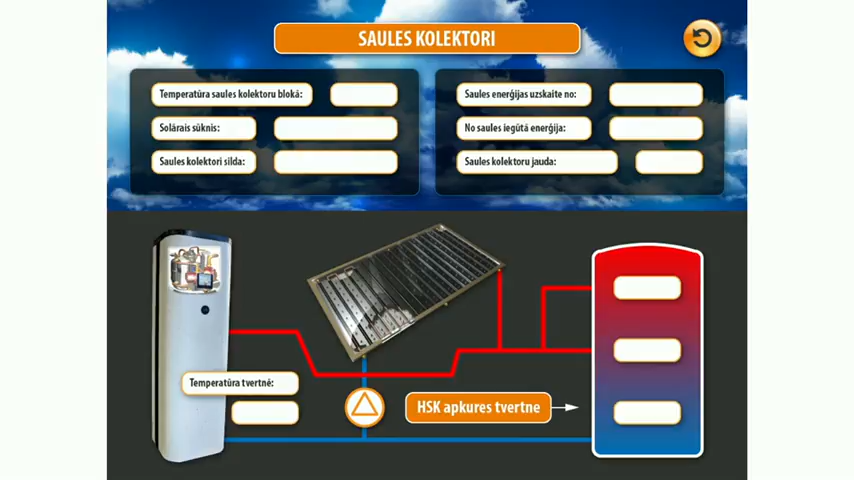 SAULES KOLEKTORI
Temperatūra saules kolektoru blokā:
Solārais sūknis:
Saules kolektori silda:
Saules enerģijas uzskaite no:
No saules iegūtā enerģija:
Saules kolektoru jauda:
Temperatūra tvertnē:
HSK apkures tvertne